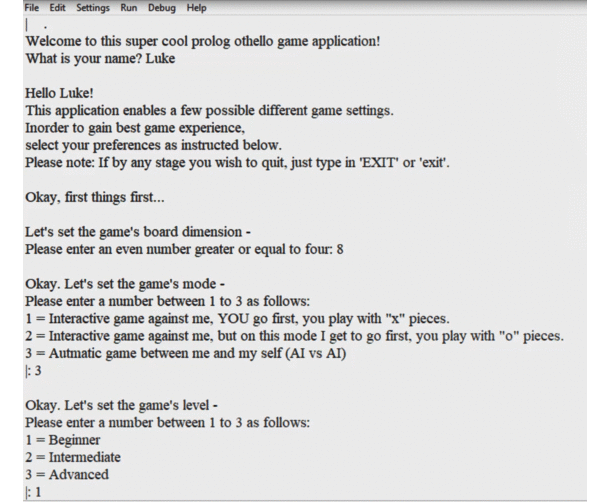 File Edit Settings Run Debug Help
| .
Welcome to this super cool prolog othello game application!
What is your name? Luke
Hello Luke!
This application enables a few possible different game settings.
Inorder to gain best game experience,
select your preferences as instructed below.
Please note: If by any stage you wish to quit, just type in 'EXIT' or 'exit'.
Okay, first things first...
Let's set the game's board dimension -
Please enter an even number greater or equal to four: 8
Okay. Let's set the game's mode -
Please enter a number between 1 to 3 as follows:
1 = Interactive game against me, YOU go first, you play with "x" pieces.
2 = Interactive game against me, but on this mode I get to go first, you play with "o" pieces.
3 = Autmatic game between me and my self (AI vs AI)
|: 3
Okay. Let's set the game's level -
Please enter a number between 1 to 3 as follows:
1 = Beginner
2 = Intermediate
3 = Advanced
|: 1